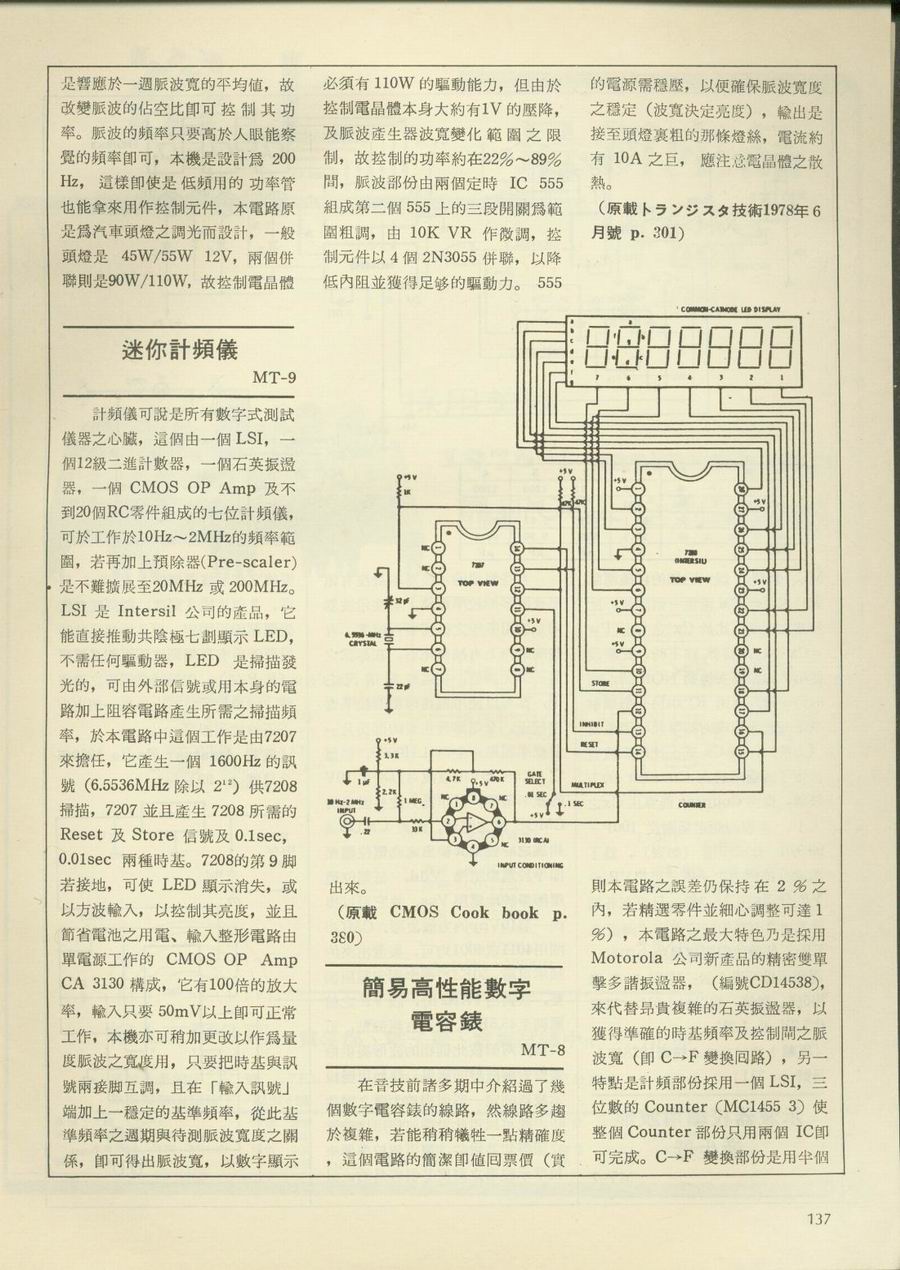 是響應於一週脈波寬的平均値，故
改變脈波的佔空比卽可控制其功
率。脈波的頻率只要高於人眼能察
覺的頻率卽可，本機是設計爲 200
Hz， 這樣卽使是低頻用的功率管
也能拿來用作控制元件，本電路原
是爲汽車頭燈之調光而設計，一般
頭燈是 45W/55W 12V，兩個併
聯則是90W/110W，故控制電晶體
必須有 110W 的驅動能力，但由於
控制電晶體本身大約有1V 的壓降，
及脈波產生器波寬變化範圍之限
制，故控制的功率約在22%～89%
間，脈波部份由兩個定時 IC 555
組成第二個 555 上的三段開關爲範
圍粗調，由 10K VR 作微調，控
制元件以 4 個 2N3055 併聯，以降
低內阻並獲得足够的驅動力。 555
的電源需穩壓，以便確保脈波寬度
之穩定（波寬決定亮度），輸出是
接至頭燈裏粗的那條燈絲，電流約
有 10A 之巨， 應注意電晶體之散
熱。
（原載トランジスタ技術1978年 6
月號 p. 301）
迷你計頻儀
MT-9
計頻儀可說是所有數字式測試
儀器之心臟，這個由一個 LSI，一
個12級二進計數器，一個石英振盪
器，一個 CMOS OP Amp 及不
到20個RC零件組成的七位計頻儀，
可於工作於10Hz～2MHz的頻率範
圍，若再加上預除器(Pre-scaler)
是不難擴展至20MHz 或 200MHz。
LSI 是 Intersil 公司的產品，它
能直接推動共陰極七劃顯示 LED，
不需任何驅動器，LED 是掃描發
光的，可由外部信號或用本身的電
路加上阻容電路產生所需之掃描頻
率，於本電路中這個工作是由7207
來擔任，它產生一個 1600Hz 的訊
號 (6.5536MHz 除以 2¹²) 供7208
掃描，7207 並且產生 7208 所需的
Reset 及 Store 信號及 0.1sec，
0.01sec 兩種時基。7208的第 9 脚
若接地，可使 LED 顯示消失，或
以方波輸入，以控制其亮度，並且
節省電池之用電、輸入整形電路由
單電源工作的 CMOS OP Amp
CA 3130 構成，它有100倍的放大
率，輸入只要 50mV以上卽可正常
工作，本機亦可稍加更改以作爲量
度脈波之寬度用，只要把時基與訊
號兩接脚互調，且在「輸入訊號」
端加上一穩定的基準頻率，從此基
準頻率之週期與待測脈波寬度之關
係，卽可得出脈波寬，以數字顯示
COMMON-CATHODE LED DISPLAY
a
b
c
d
e
f
g
7 6 5 4 3 2 1
+5 V
1K
47K 47K
NC
7207
TOP VIEW
12 pF
6.5536-MHz
CRYSTAL
22 pF
7208
(INTERSIL)
TOP VIEW
STORE
INHIBIT
RESET
MULTIPLEX
COUNTER
+5 V
3.3K
1 μF
2.2K
1 MEG.
10 Hz-2 MHz
INPUT
.22
10 K
4.7K
470 K
GATE
SELECT
.01 SEC
.1 SEC
+5 V
3130 (RCA)
INPUT CONDITIONING
出來。
（原載 CMOS Cook book p.
380）
簡易高性能數字
電容錶
MT-8
在音技前諸多期中介紹過了幾
個數字電容錶的線路，然線路多趨
於複雜，若能稍稍犧牲一點精確度
，這個電路的簡潔卽値回票價（實
則本電路之誤差仍保持在 2 % 之
內，若精選零件並細心調整可達 1
%），本電路之最大特色乃是採用
Motorola 公司新產品的精密雙單
擊多諧振盪器，（編號CD14538），
來代替昂貴複雜的石英振盪器，以
獲得準確的時基頻率及控制閘之脈
波寬（卽 C→F 變換回路），另一
特點是計頻部份採用一個 LSI，三
位數的 Counter（MC1455 3）使
整個 Counter 部份只用兩個 IC卽
可完成。C→F 變換部份是用半個
137